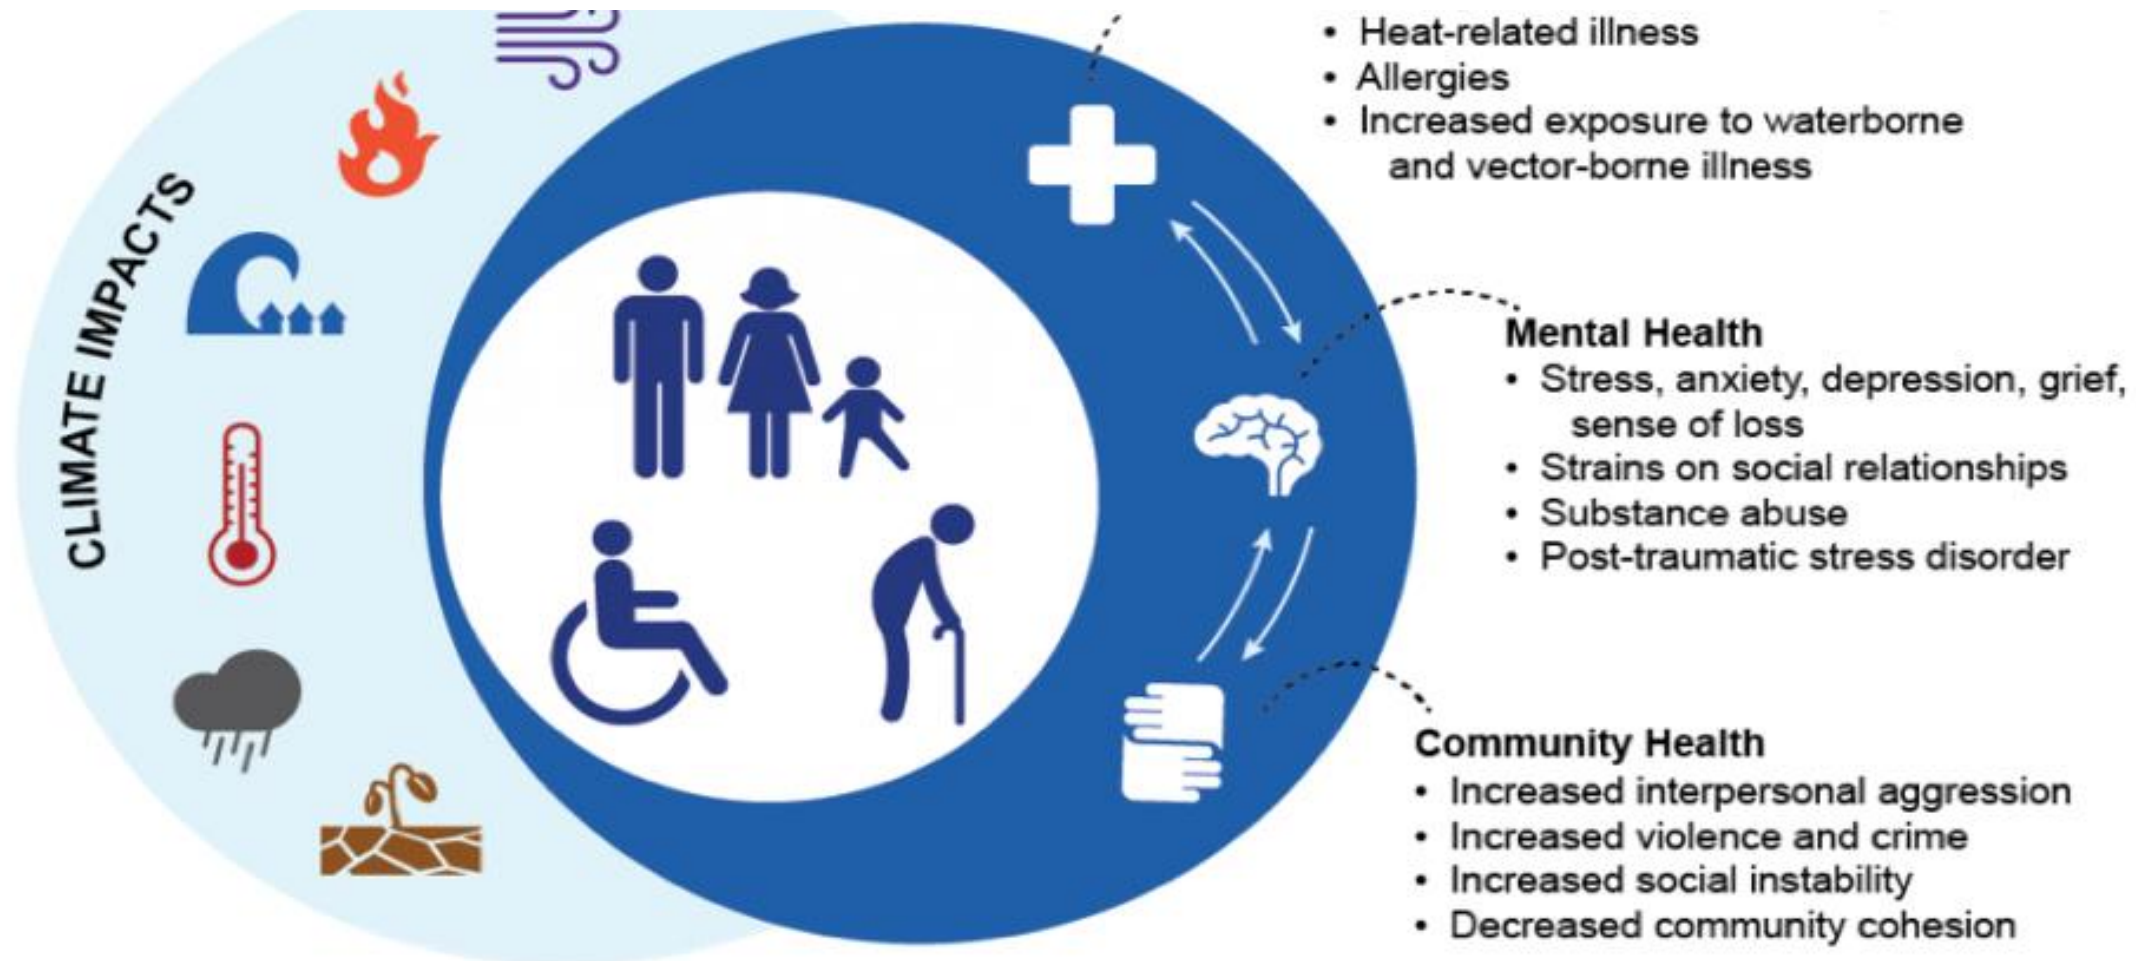 CLIMATE IMPACTS
• Heat-related illness
• Allergies
• Increased exposure to waterborne
and vector-borne illness
Mental Health
• Stress, anxiety, depression, grief,
sense of loss
• Strains on social relationships
• Substance abuse
• Post-traumatic stress disorder
Community Health
• Increased interpersonal aggression
• Increased violence and crime
• Increased social instability
• Decreased community cohesion